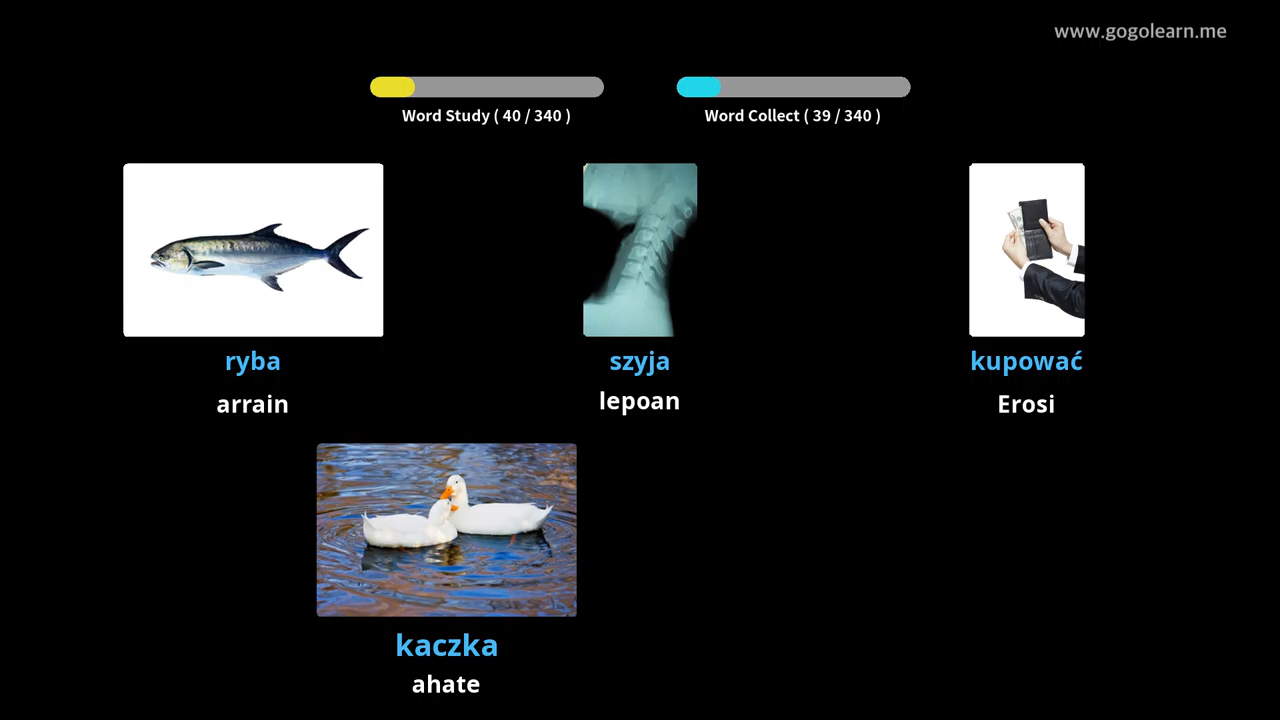 www.gogolearn.me
Word Study ( 40 / 340 )
Word Collect ( 39 / 340 )
ryba
szyja
kupować
arrain
lepoan
Erosi
kaczka
ahate